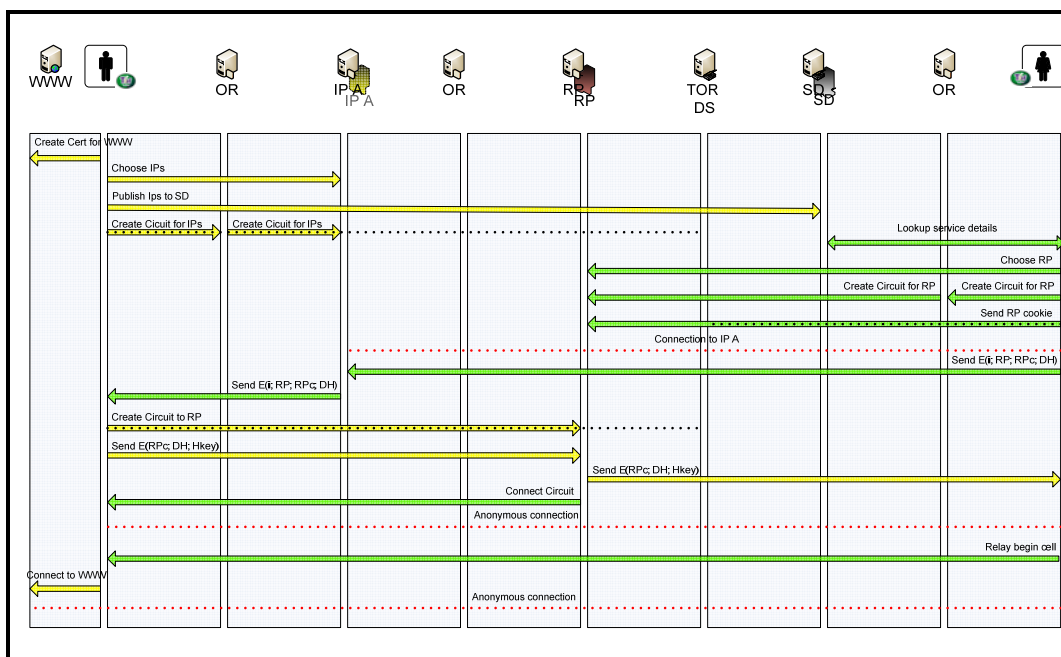 WWW
OR
IP A
IP A
OR
RP
RP
TOR
DS
SD
SD
OR
Create Cert for WWW
Choose IPs
Publish Ips to SD
Create Cicuit for IPs
Create Cicuit for IPs
Lookup service details
Choose RP
Create Circuit for RP
Create Circuit for RP
Send RP cookie
Connection to IP A
Send E(i; RP; RPc; DH)
Send E(i; RP; RPc; DH)
Create Circuit to RP
Send E(RPc; DH; Hkey)
Send E(RPc; DH; Hkey)
Connect Circuit
Anonymous connection
Relay begin cell
Connect to WWW
Anonymous connection